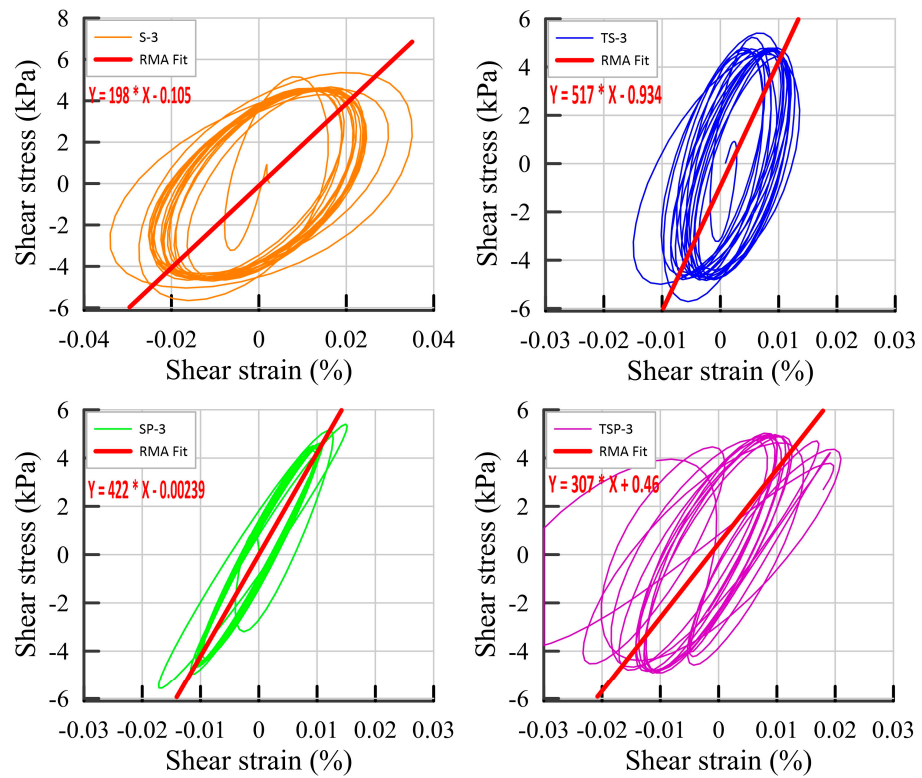 8
6
4
2
0
-2
-4
-6
Shear stress (kPa)
S-3
RMA Fit
Y = 198 * X - 0.105
-0.04
-0.02
0
0.02
0.04
Shear strain (%)
6
4
2
0
-2
-4
-6
Shear stress (kPa)
TS-3
RMA Fit
Y = 517 * X - 0.934
-0.03
-0.02
-0.01
0
0.01
0.02
0.03
Shear strain (%)
6
4
2
0
-2
-4
-6
Shear stress (kPa)
SP-3
RMA Fit
Y = 422 * X - 0.00239
-0.03
-0.02
-0.01
0
0.01
0.02
0.03
Shear strain (%)
6
4
2
0
-2
-4
-6
Shear stress (kPa)
TSP-3
RMA Fit
Y = 307 * X + 0.46
-0.03
-0.02
-0.01
0
0.01
0.02
0.03
Shear strain (%)